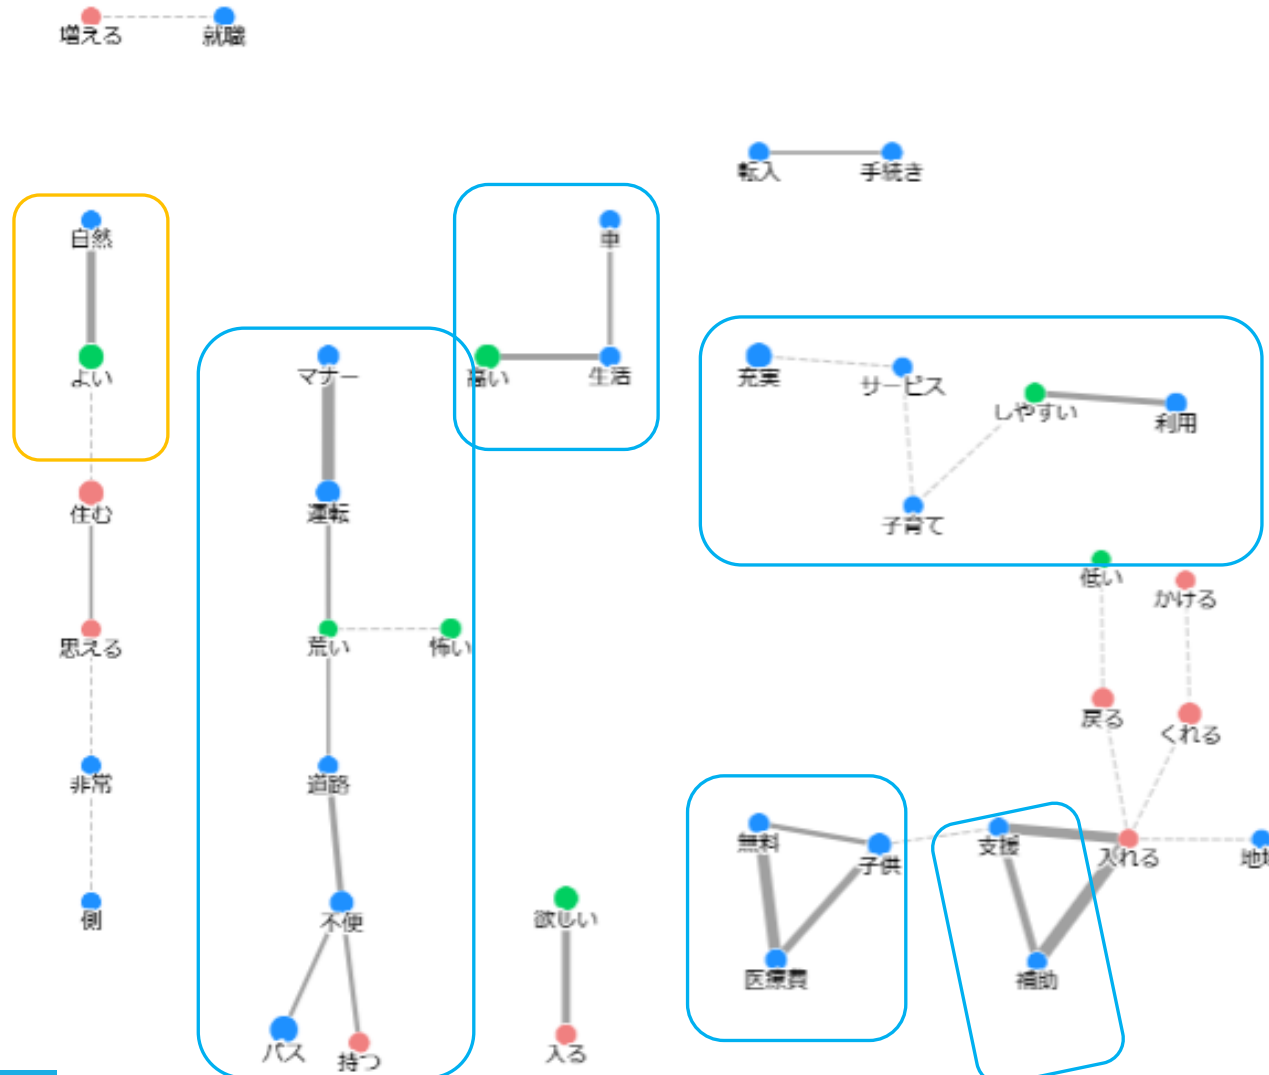 増える
就職
転入
手続き
自然
中
よい
マナー
高い
生活
充実
サービス
しやすい
利用
住む
運転
子育て
低い
かける
思える
荒い
怖い
戻る
くれる
非常
道路
無料
子供
支援
入れる
側
不便
欲しい
医療費
補助
バス
持つ
入る